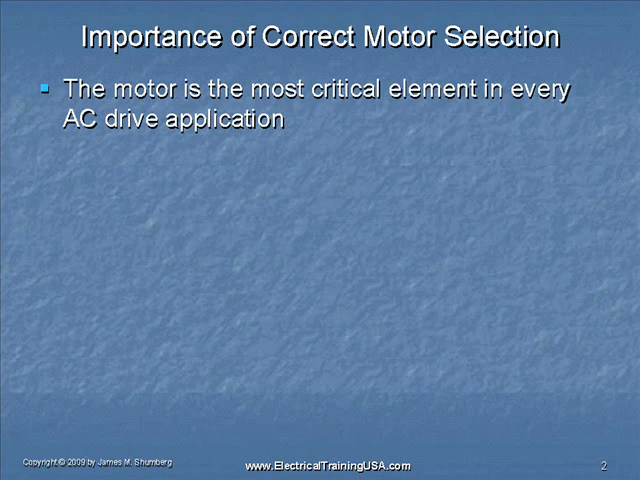 Importance of Correct Motor Selection
The motor is the most critical element in every
AC drive application
Copyright © 2009 by James M. Shumberg
www.ElectricalTrainingUSA.com
2